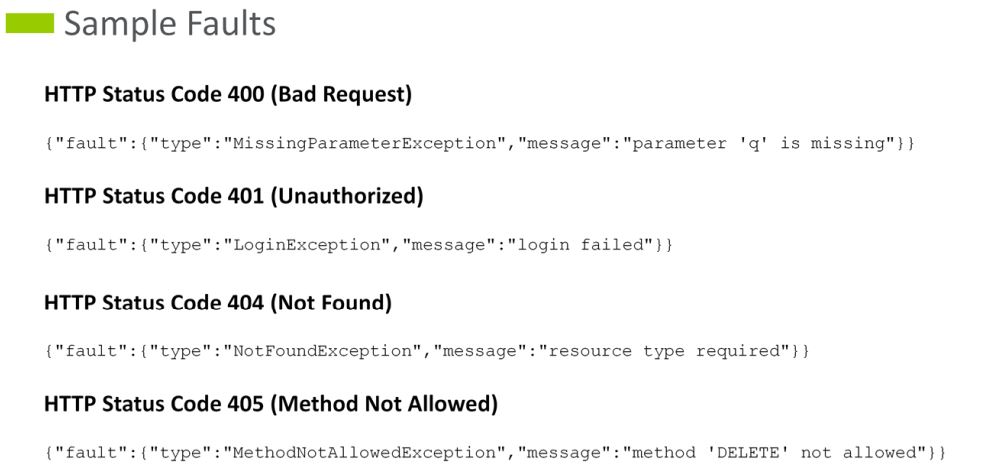 Sample Faults
HTTP Status Code 400 (Bad Request)
{"fault":{"type":"MissingParameterException","message":"parameter 'q' is missing"}}
HTTP Status Code 401 (Unauthorized)
{"fault":{"type":"LoginException","message":"login failed"}}
HTTP Status Code 404 (Not Found)
{"fault":{"type":"NotFoundException","message":"resource type required"}}
HTTP Status Code 405 (Method Not Allowed)
{"fault":{"type":"MethodNotAllowedException","message":"method 'DELETE' not allowed"}}